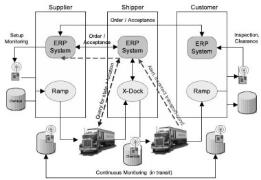 Supplier
Shipper
Customer
Order / Acceptance
Setup
Monitoring
ERP
System
Order /
Acceptance
ERP
System
ERP
System
Inspection,
Clearance
Ramp
X-Dock
Ramp
Continuous Monitoring (in transit)